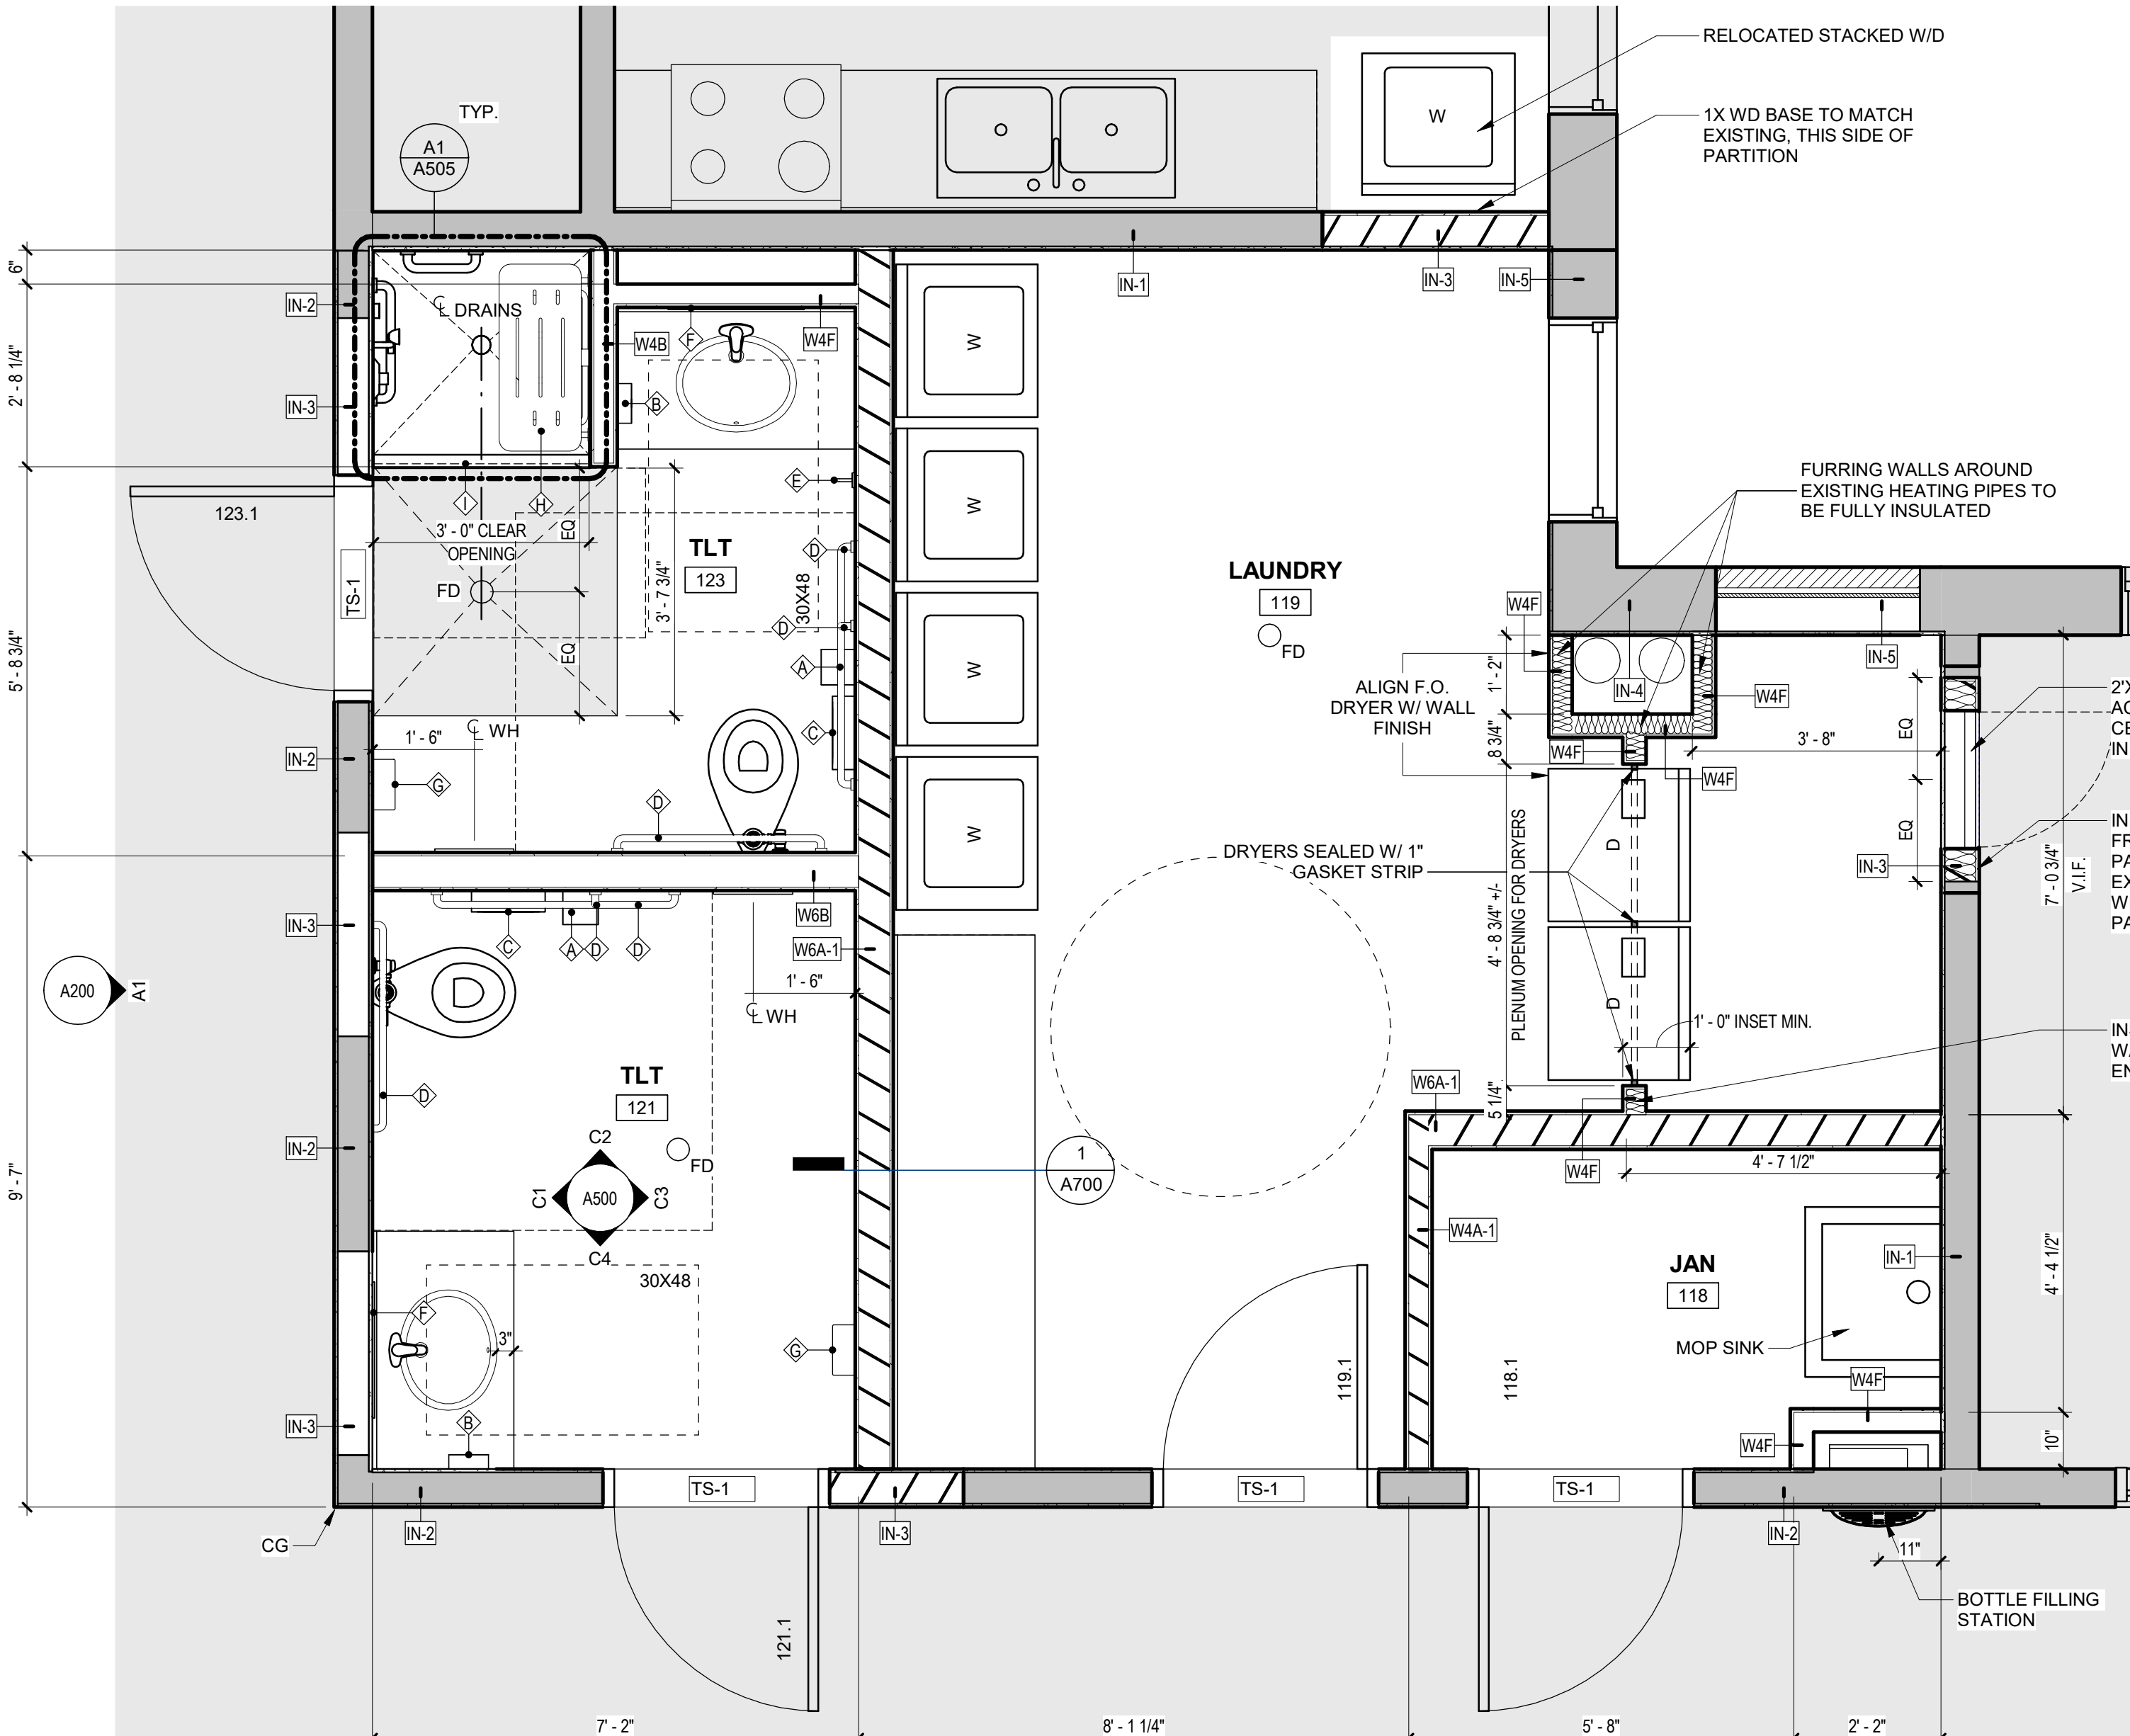 RELOCATED STACKED W/D
W
1X WD BASE TO MATCH
EXISTING, THIS SIDE OF
PARTITION
TYP.
A1
A505
6"
2' - 8 1/4"
5' - 8 3/4"
9' - 7"
IN-2
IN-3
℄ DRAINS
W4B
F
W4F
B
E
I
H
IN-1
IN-3
IN-5
W
W
W
W
123.1
TS-1
3' - 0" CLEAR
OPENING
EQ
EQ
FD
3' - 7 3/4"
TLT
123
30X48
D
D
A
C
D
1' - 6"
℄ WH
G
IN-2
LAUNDRY
119
FD
FURRING WALLS AROUND
EXISTING HEATING PIPES TO
BE FULLY INSULATED
W4F
IN-4
W4F
IN-5
ALIGN F.O.
DRYER W/ WALL
FINISH
1' - 2"
8 3/4"
W4F
W4F
3' - 8"
EQ
EQ
2'X
IN
DRYERS SEALED W/ 1"
GASKET STRIP
4' - 8 3/4" +/-
PLENUM OPENING FOR DRYERS
D
D
IN-3
7' - 0 3/4"
V.I.F.
IN
FR
PA
EX
W
PA
1' - 0" INSET MIN.
5 1/4"
W4F
W6A-1
4' - 7 1/2"
IN
W
EN
A200
A1
IN-3
IN-2
IN-3
C
A
D
D
W6B
W6A-1
1' - 6"
℄ WH
D
TLT
121
FD
C2
C1
A500
C3
C4
30X48
F
3"
B
G
1
A700
W4A-1
JAN
118
IN-1
MOP SINK
4' - 4 1/2"
10"
W4F
W4F
119.1
118.1
TS-1
TS-1
TS-1
CG
IN-2
IN-3
IN-2
11"
121.1
BOTTLE FILLING
STATION
7' - 2"
8' - 1 1/4"
5' - 8"
2' - 2"